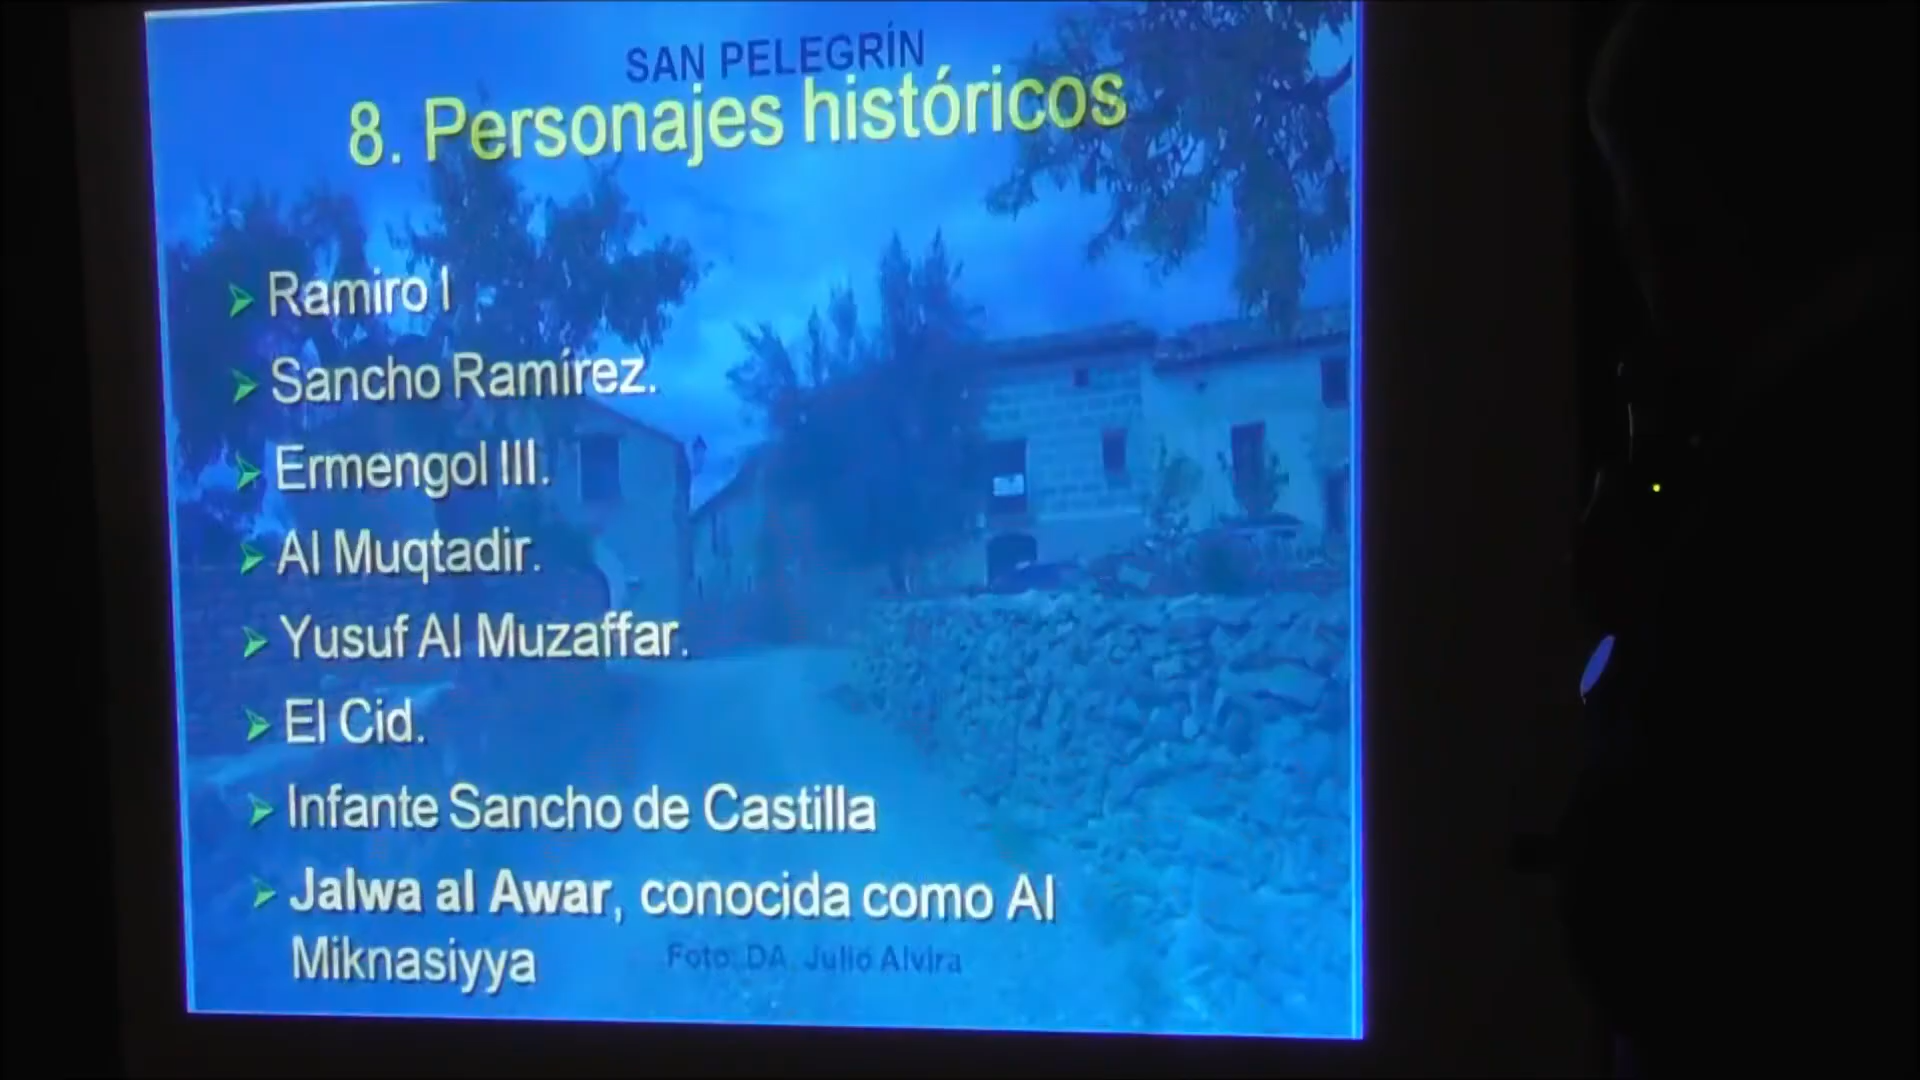 SAN PELEGRÍN
8. Personajes históricos
Ramiro I
Sancho Ramírez.
Ermengol III.
Al Muqtadir.
Yusuf Al Muzaffar.
El Cid.
Infante Sancho de Castilla
Jalwa al Awar, conocida como Al
Miknasiyya
Foto: DA. Julio Alvira